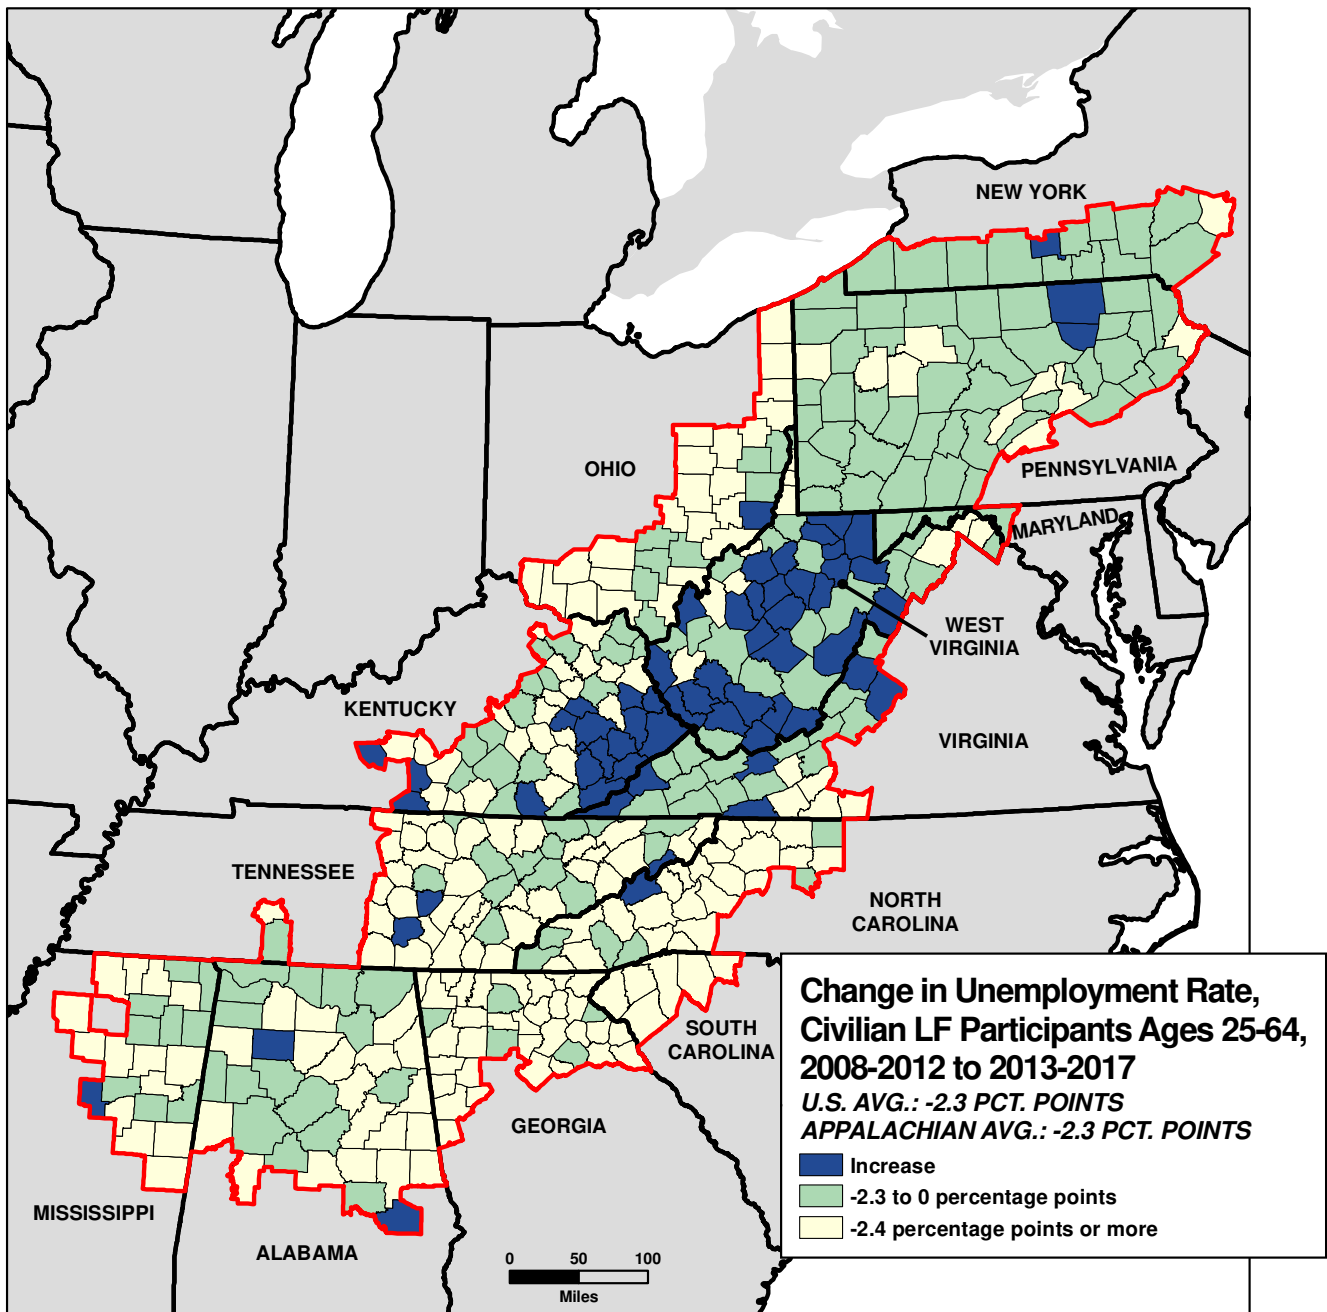 NEW YORK
OHIO
PENNSYLVANIA
MARYLAND
WEST
VIRGINIA
KENTUCKY
VIRGINIA
TENNESSEE
NORTH
CAROLINA
SOUTH
CAROLINA
GEORGIA
MISSISSIPPI
ALABAMA
Change in Unemployment Rate,
Civilian LF Participants Ages 25-64,
2008-2012 to 2013-2017
U.S. AVG.: -2.3 PCT. POINTS
APPALACHIAN AVG.: -2.3 PCT. POINTS
Increase
-2.3 to 0 percentage points
-2.4 percentage points or more
0 50 100
Miles